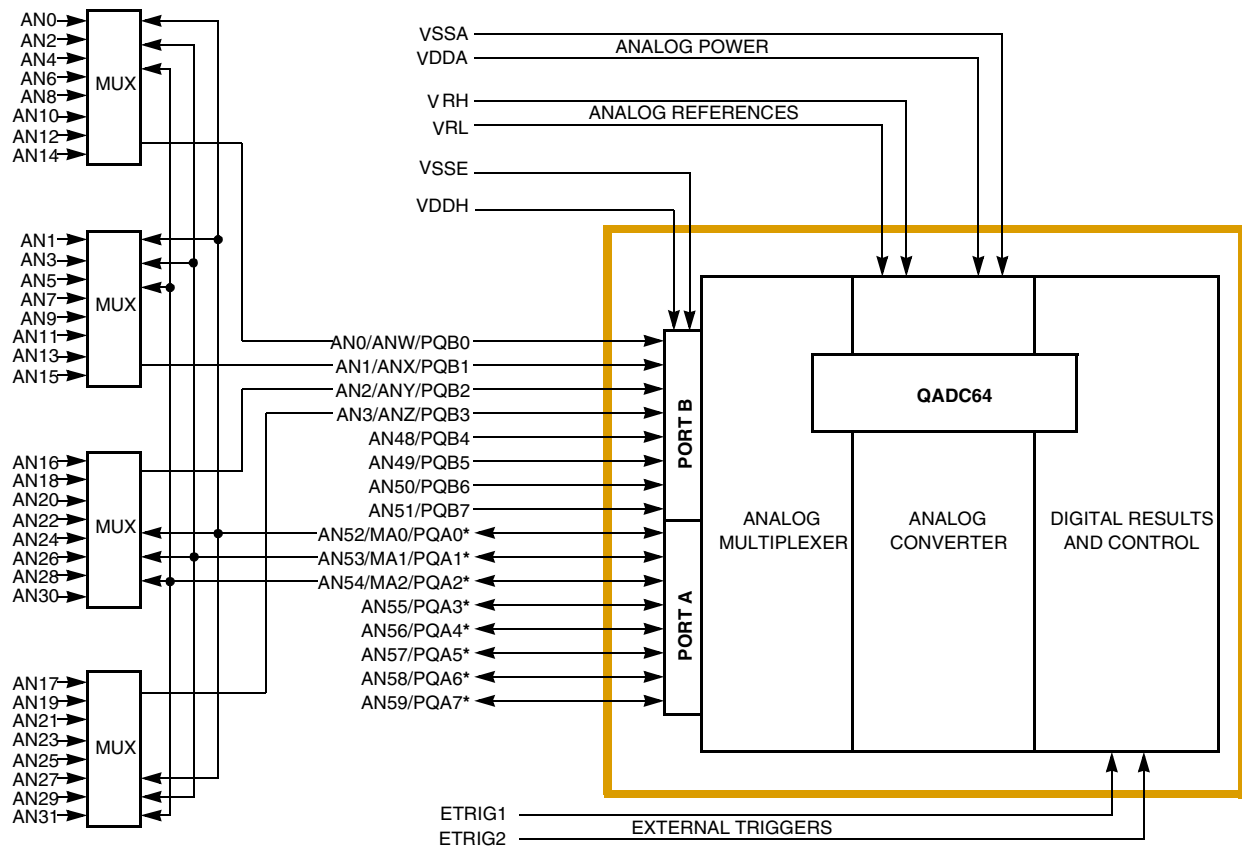 AN0
AN2
AN4
AN6
AN8
AN10
AN12
AN14
MUX
AN1
AN3
AN5
AN7
AN9
AN11
AN13
AN15
MUX
AN16
AN18
AN20
AN22
AN24
AN26
AN28
AN30
MUX
AN17
AN19
AN21
AN23
AN25
AN27
AN29
AN31
MUX
VSSA
VDDA
ANALOG POWER
VRH
VRL
ANALOG REFERENCES
VSSE
VDDH
AN0/ANW/PQB0
AN1/ANX/PQB1
AN2/ANY/PQB2
AN3/ANZ/PQB3
AN48/PQB4
AN49/PQB5
AN50/PQB6
AN51/PQB7
AN52/MA0/PQA0*
AN53/MA1/PQA1*
AN54/MA2/PQA2*
AN55/PQA3*
AN56/PQA4*
AN57/PQA5*
AN58/PQA6*
AN59/PQA7*
PORT B
PORT A
QADC64
ANALOG
MULTIPLEXER
ANALOG
CONVERTER
DIGITAL RESULTS
AND CONTROL
ETRIG1
ETRIG2
EXTERNAL TRIGGERS